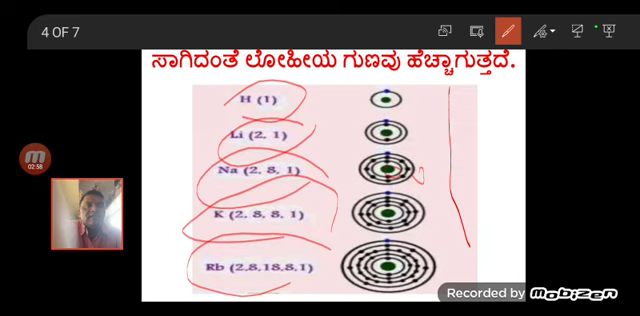 4 OF 7
ಸಾಗಿದಂತೆ ಲೋಹೀಯ ಗುಣವು ಹೆಚ್ಚಾಗುತ್ತದೆ.
H (1)
Li (2, 1)
Na (2, 8, 1)
K (2, 8, 8, 1)
Rb (2,8,18,8,1)
02:58
Recorded by mobizen